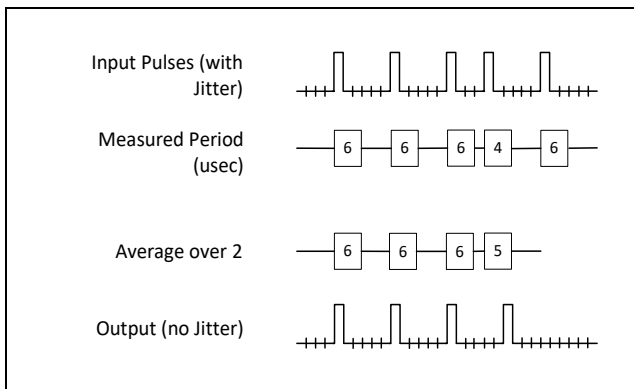 Input Pulses (with
Jitter)
Measured Period
(usec)
6 6 6 4 6
Average over 2
6 6 6 5
Output (no Jitter)